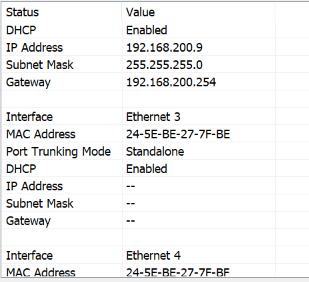 Status Value
DHCP Enabled
IP Address 192.168.200.9
Subnet Mask 255.255.255.0
Gateway 192.168.200.254
Interface Ethernet 3
MAC Address 24-5E-BE-27-7F-BE
Port Trunking Mode Standalone
DHCP Enabled
IP Address --
Subnet Mask --
Gateway --
Interface Ethernet 4
MAC Address 24-5E-BE-27-7F-BF